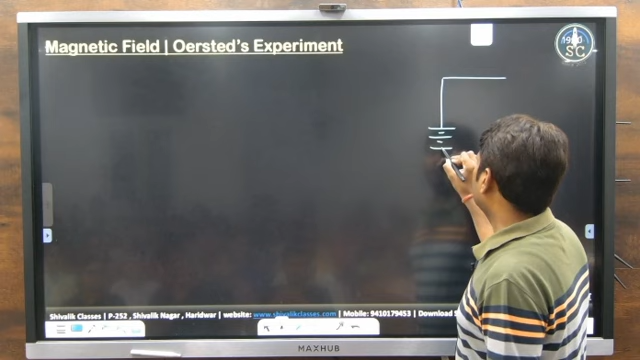 Magnetic Field | Oersted's Experiment
SC
Shivalik Classes | P-252 , Shivalik Nagar , Haridwar | website: www.shivalikclasses.com | Mobile: 9410179453 | Download S
MAXHUB